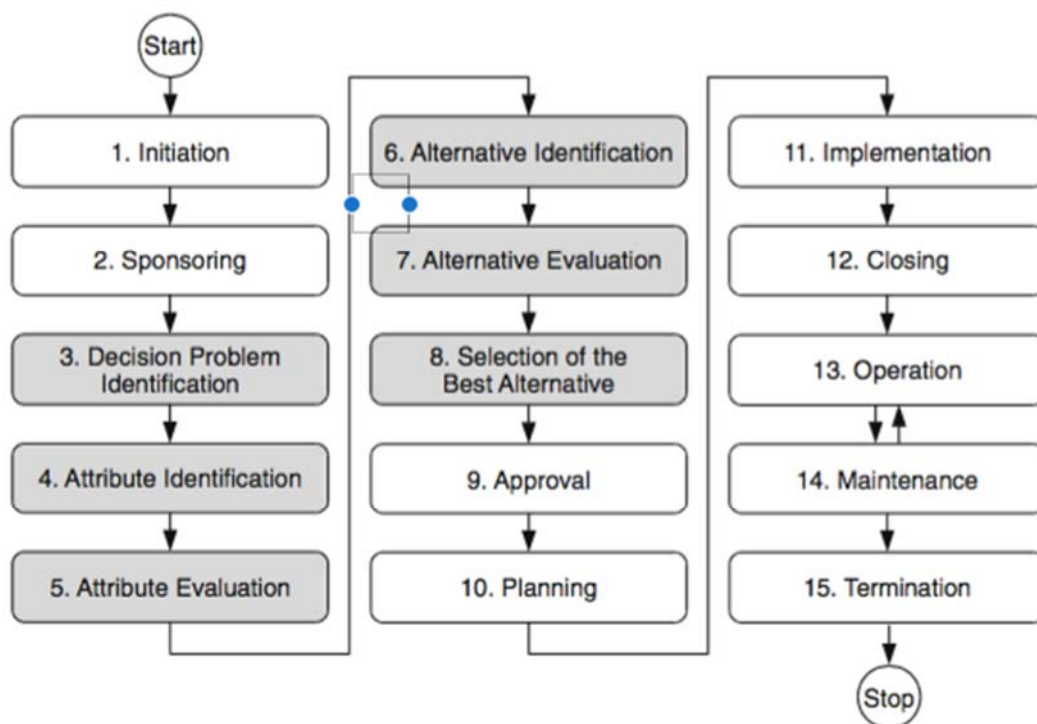 Start
1. Initiation
2. Sponsoring
3. Decision Problem
Identification
4. Attribute Identification
5. Attribute Evaluation
6. Alternative Identification
7. Alternative Evaluation
8. Selection of the
Best Alternative
9. Approval
10. Planning
11. Implementation
12. Closing
13. Operation
14. Maintenance
15. Termination
Stop